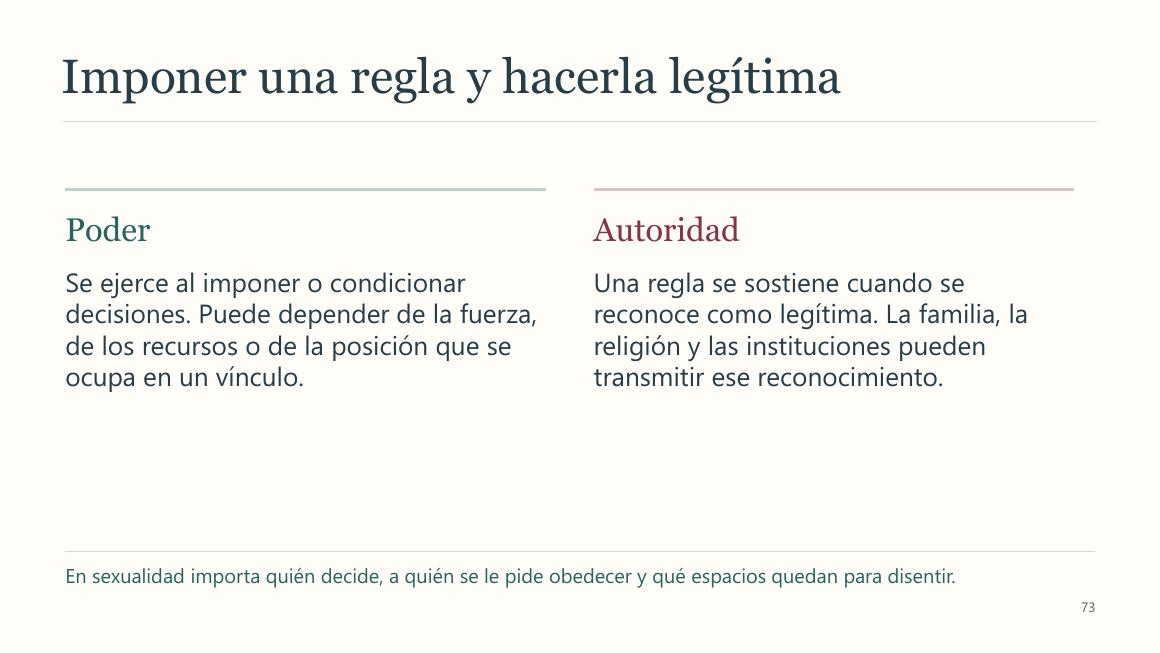 Imponer una regla y hacerla legítima
Poder
Se ejerce al imponer o condicionar
decisiones. Puede depender de la fuerza,
de los recursos o de la posición que se
ocupa en un vínculo.
Autoridad
Una regla se sostiene cuando se
reconoce como legítima. La familia, la
religión y las instituciones pueden
transmitir ese reconocimiento.
En sexualidad importa quién decide, a quién se le pide obedecer y qué espacios quedan para disentir.
73